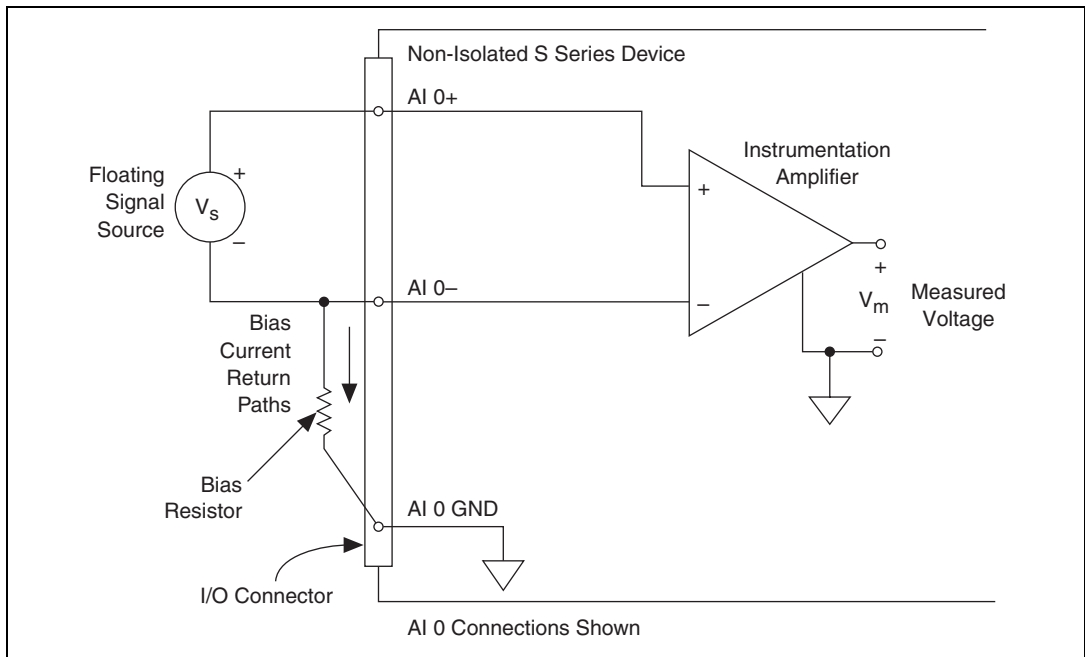 Non-Isolated S Series Device
AI 0+
Instrumentation
Amplifier
Floating
Signal
Source
+
Vs
–
+
–
AI 0–
+
Vm
–
Measured
Voltage
Bias
Current
Return
Paths
Bias
Resistor
AI 0 GND
I/O Connector
AI 0 Connections Shown